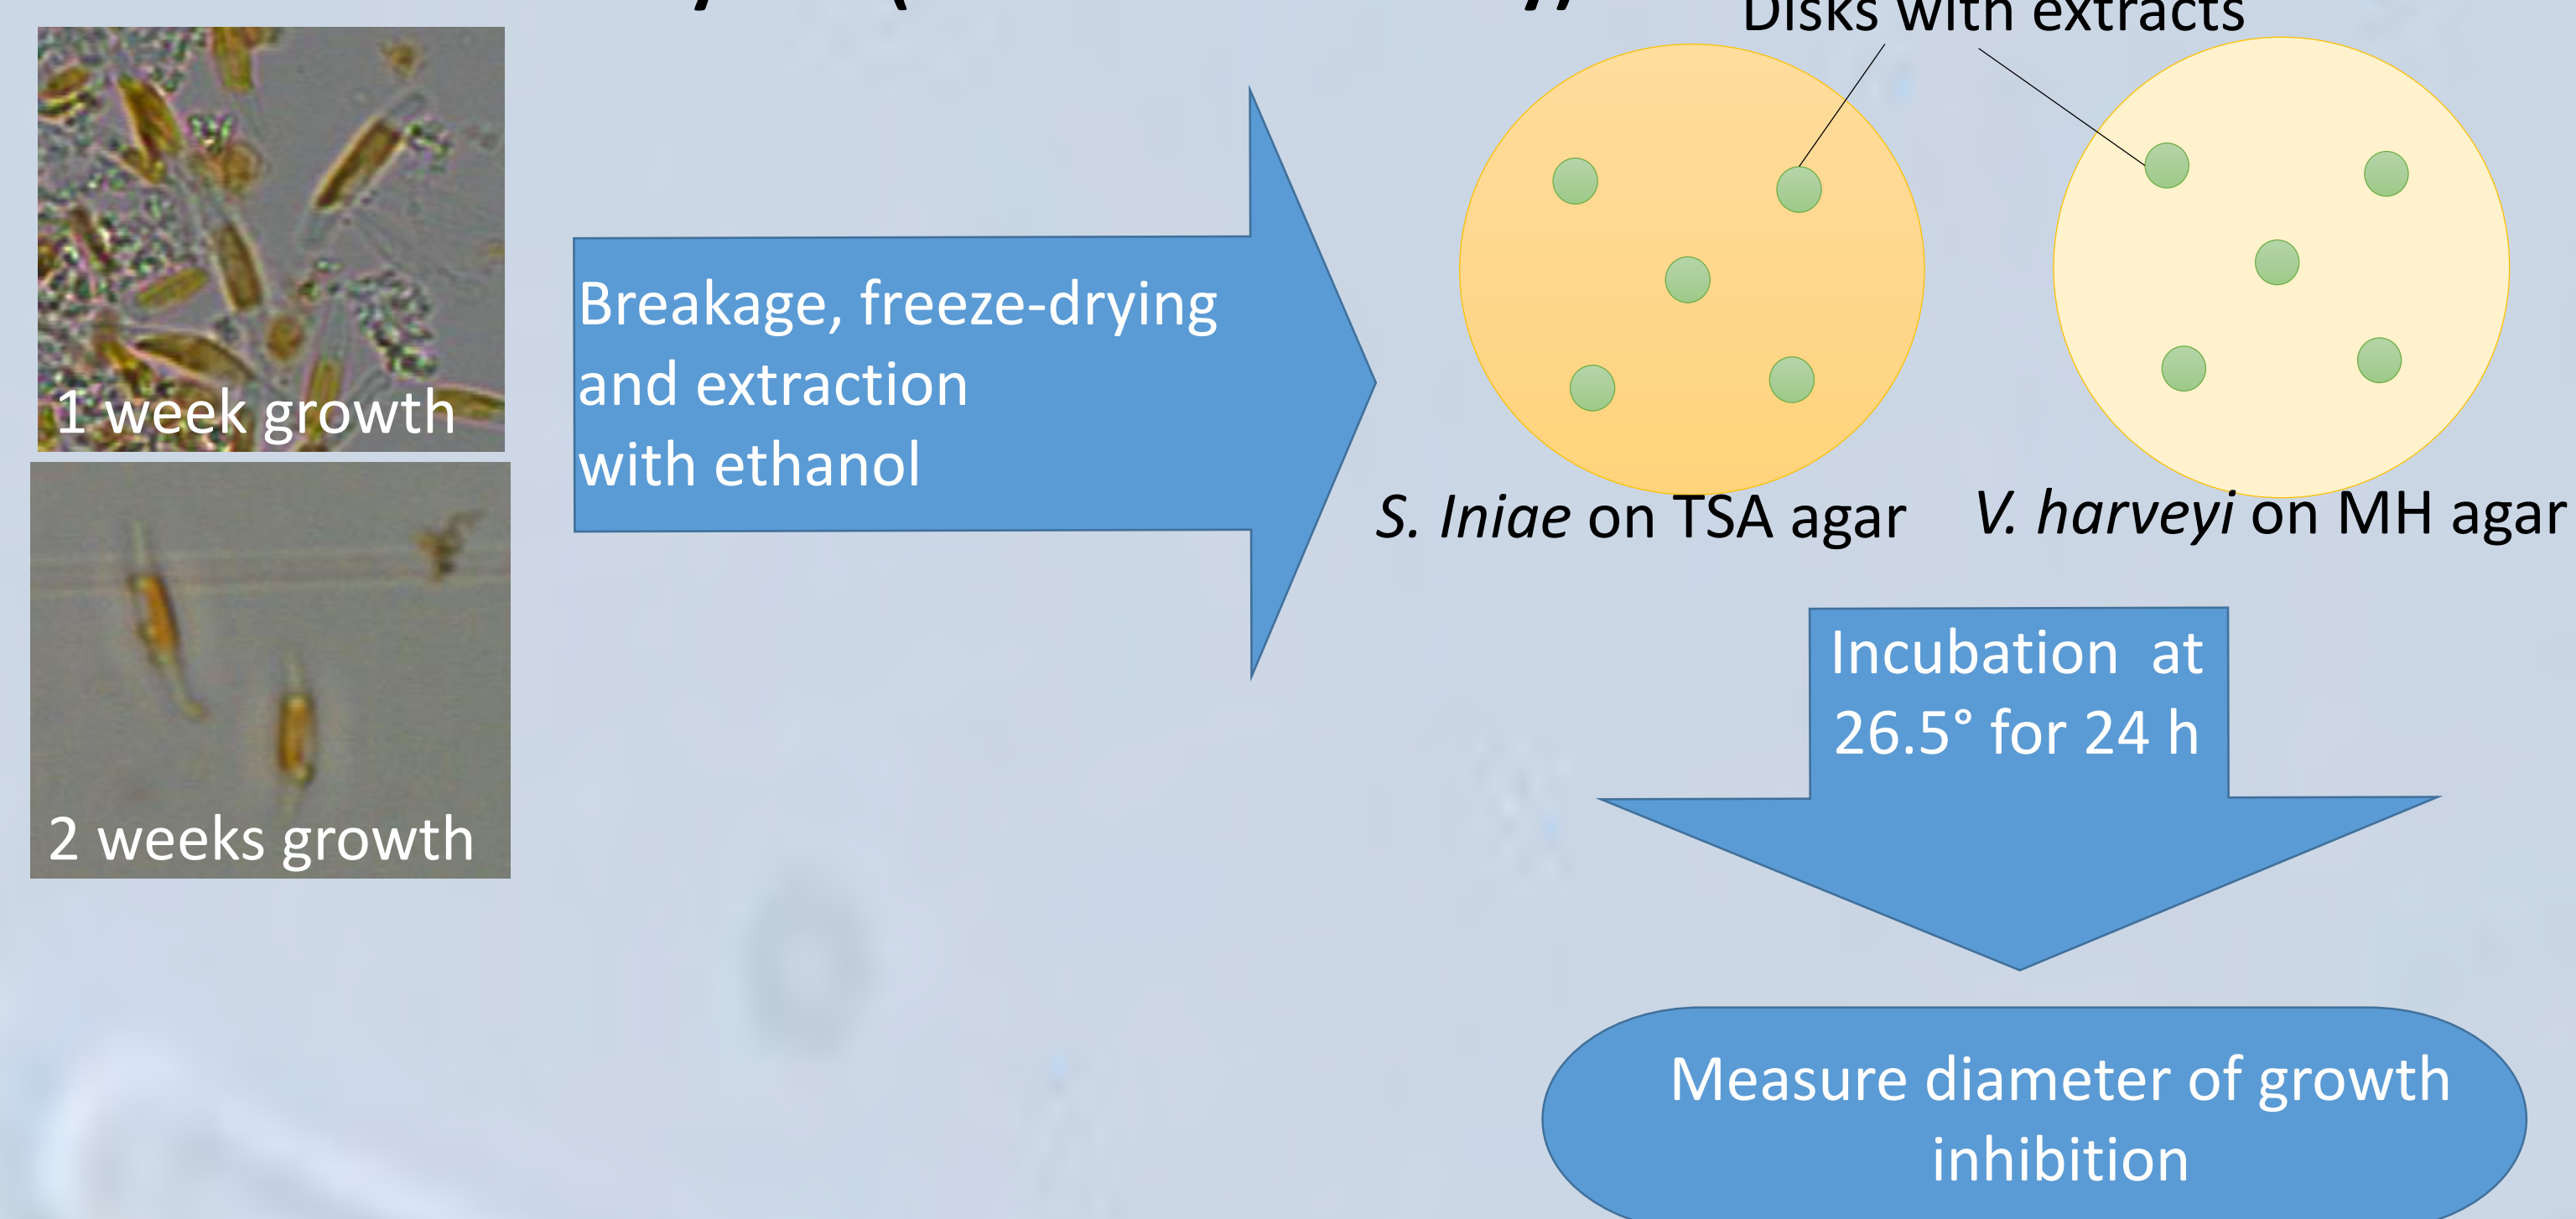 Disks with extracts
1 week growth
Breakage, freeze-drying
and extraction
with ethanol
2 weeks growth
S. Iniae on TSA agar
V. harveyi on MH agar
Incubation at
26.5° for 24 h
Measure diameter of growth
inhibition